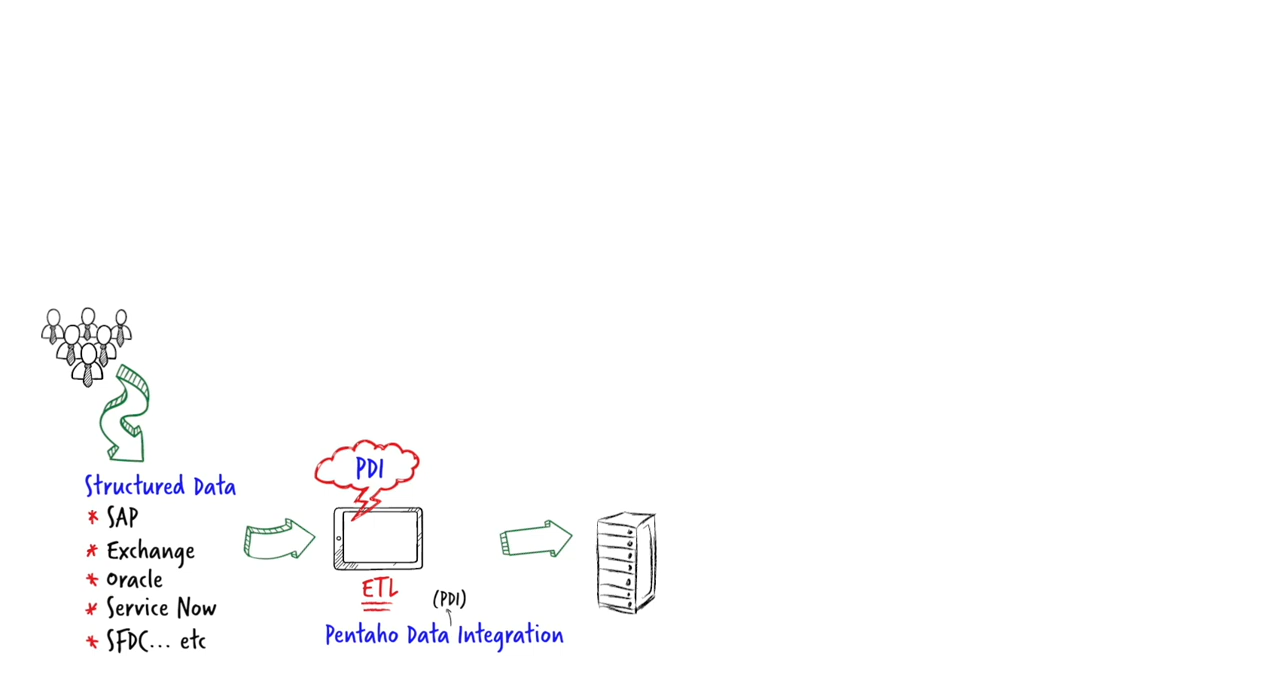 PDI
Structured Data
* SAP
* Exchange
* Oracle
* Service Now
* SFDC... etc
ETL
(PDI)
Pentaho Data Integration